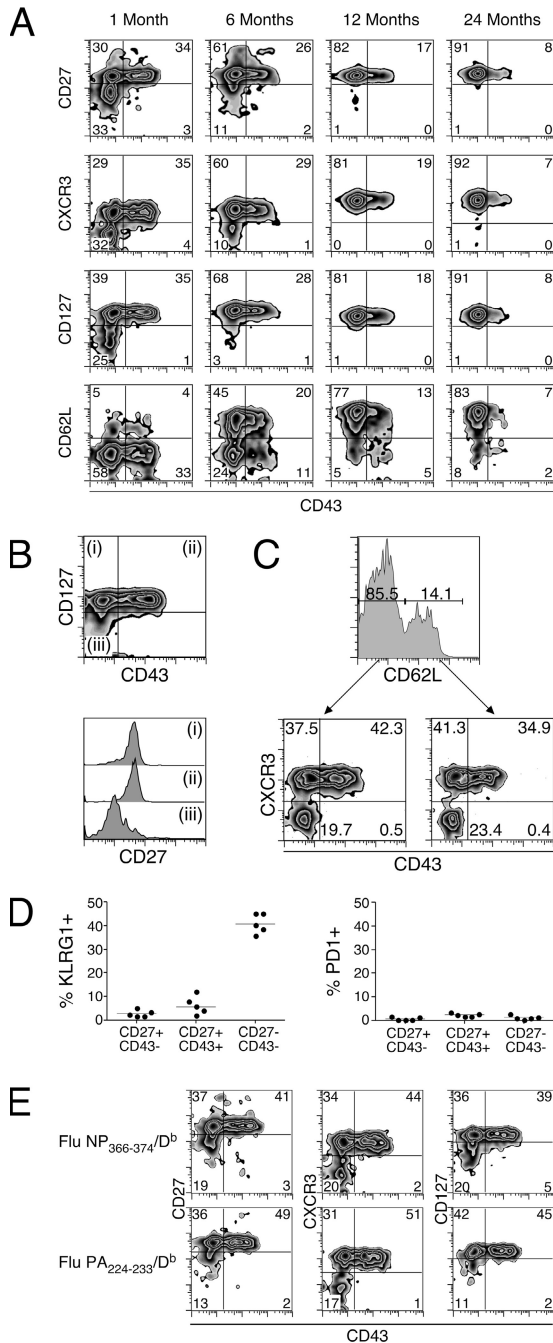 A
1 Month 6 Months 12 Months 24 Months
CD27
30 34 61 26 82 17 91 8
33 3 11 2 1 0 1 0
CXCR3
29 35 60 29 81 19 92 7
32 4 10 1 0 0 1 0
CD127
39 35 68 28 81 18 91 8
25 1 3 1 1 0 1 0
CD62L
5 4 45 20 77 13 83 7
58 33 24 11 5 5 8 2
CD43
B
(i) (ii)
CD127
(iii)
CD43
(i)
(ii)
(iii)
CD27
C
85.5 14.1
CD62L
37.5 42.3 41.3 34.9
CXCR3
19.7 0.5 23.4 0.4
CD43
D
% KLRG1+
50
40
30
20
10
0
CD27+ CD27+ CD27-
CD43- CD43+ CD43-
% PD1+
50
40
30
20
10
0
CD27+ CD27+ CD27-
CD43- CD43+ CD43-
E
Flu NP366-374/Db
CD27 CXCR3 CD127
37 41 34 44 36 39
19 3 20 2 20 5
Flu PA224-233/Db
36 49 31 51 42 45
13 2 17 1 11 2
CD43